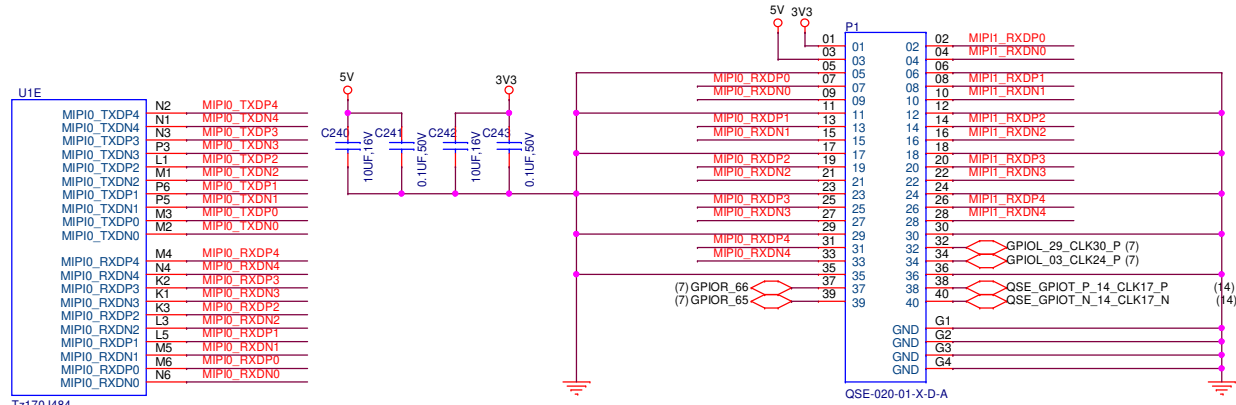 U1E
MIPI0_TXDP4 N2 MIPI0_TXDP4
MIPI0_TXDN4 N1 MIPI0_TXDN4
MIPI0_TXDP3 N3 MIPI0_TXDP3
MIPI0_TXDN3 P3 MIPI0_TXDN3
MIPI0_TXDP2 L1 MIPI0_TXDP2
MIPI0_TXDN2 M1 MIPI0_TXDN2
MIPI0_TXDP1 P6 MIPI0_TXDP1
MIPI0_TXDN1 P5 MIPI0_TXDN1
MIPI0_TXDP0 M3 MIPI0_TXDP0
MIPI0_TXDN0 M2 MIPI0_TXDN0
MIPI0_RXDP4 M4 MIPI0_RXDP4
MIPI0_RXDN4 N4 MIPI0_RXDN4
MIPI0_RXDP3 K2 MIPI0_RXDP3
MIPI0_RXDN3 K1 MIPI0_RXDN3
MIPI0_RXDP2 K3 MIPI0_RXDP2
MIPI0_RXDN2 L3 MIPI0_RXDN2
MIPI0_RXDP1 L5 MIPI0_RXDP1
MIPI0_RXDN1 M5 MIPI0_RXDN1
MIPI0_RXDP0 M6 MIPI0_RXDP0
MIPI0_RXDN0 N6 MIPI0_RXDN0
5V 3V3
C240 C241 C242 C243
10UF,16V 0.1UF,50V 10UF,16V 0.1UF,50V
5V 3V3
P1
01 01 02 02 MIPI1_RXDP0
03 03 04 04 MIPI1_RXDN0
05 05 06 06
MIPI0_RXDP0 07 07 08 08 MIPI1_RXDP1
MIPI0_RXDN0 09 09 10 10 MIPI1_RXDN1
11 11 12 12
MIPI0_RXDP1 13 13 14 14 MIPI1_RXDP2
MIPI0_RXDN1 15 15 16 16 MIPI1_RXDN2
17 17 18 18
MIPI0_RXDP2 19 19 20 20 MIPI1_RXDP3
MIPI0_RXDN2 21 21 22 22 MIPI1_RXDN3
23 23 24 24
MIPI0_RXDP3 25 25 26 26 MIPI1_RXDP4
MIPI0_RXDN3 27 27 28 28 MIPI1_RXDN4
29 29 30 30
MIPI0_RXDP4 31 31 32 32 GPIOL_29_CLK30_P (7)
MIPI0_RXDN4 33 33 34 34 GPIOL_03_CLK24_P (7)
35 35 36 36
(7) GPIOR_66 37 37 38 38 QSE_GPIOT_P_14_CLK17_P (14)
(7) GPIOR_65 39 39 40 40 QSE_GPIOT_N_14_CLK17_N (14)
GND G1
GND G2
GND G3
GND G4
QSE-020-01-X-D-A